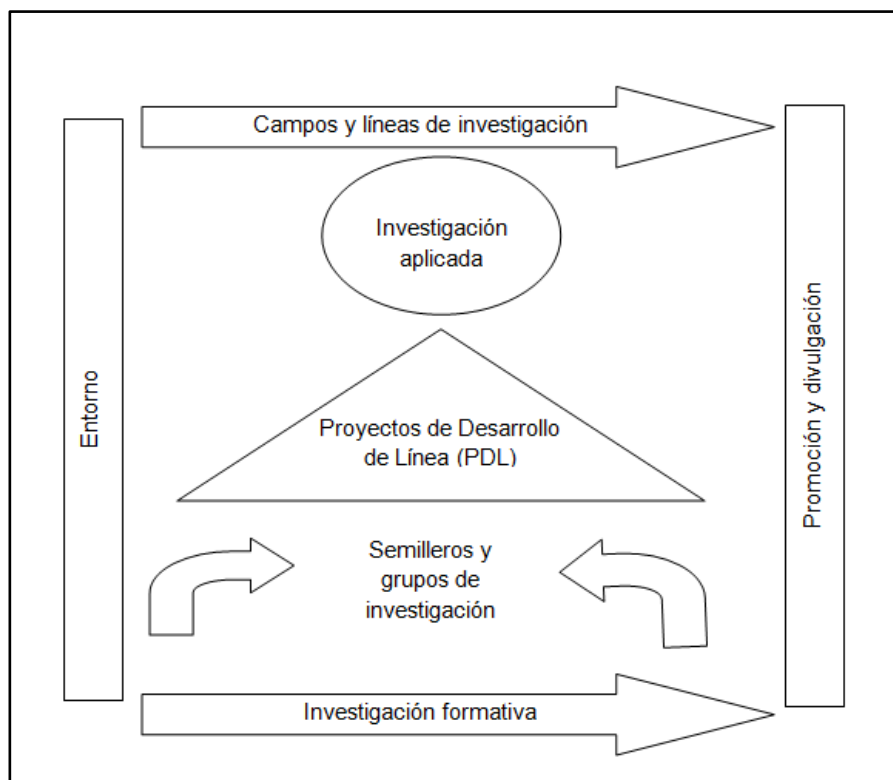 Campos y líneas de investigación
Investigación
aplicada
Entorno
Promoción y divulgación
Proyectos de Desarrollo
de Línea (PDL)
Semilleros y
grupos de
investigación
Investigación formativa